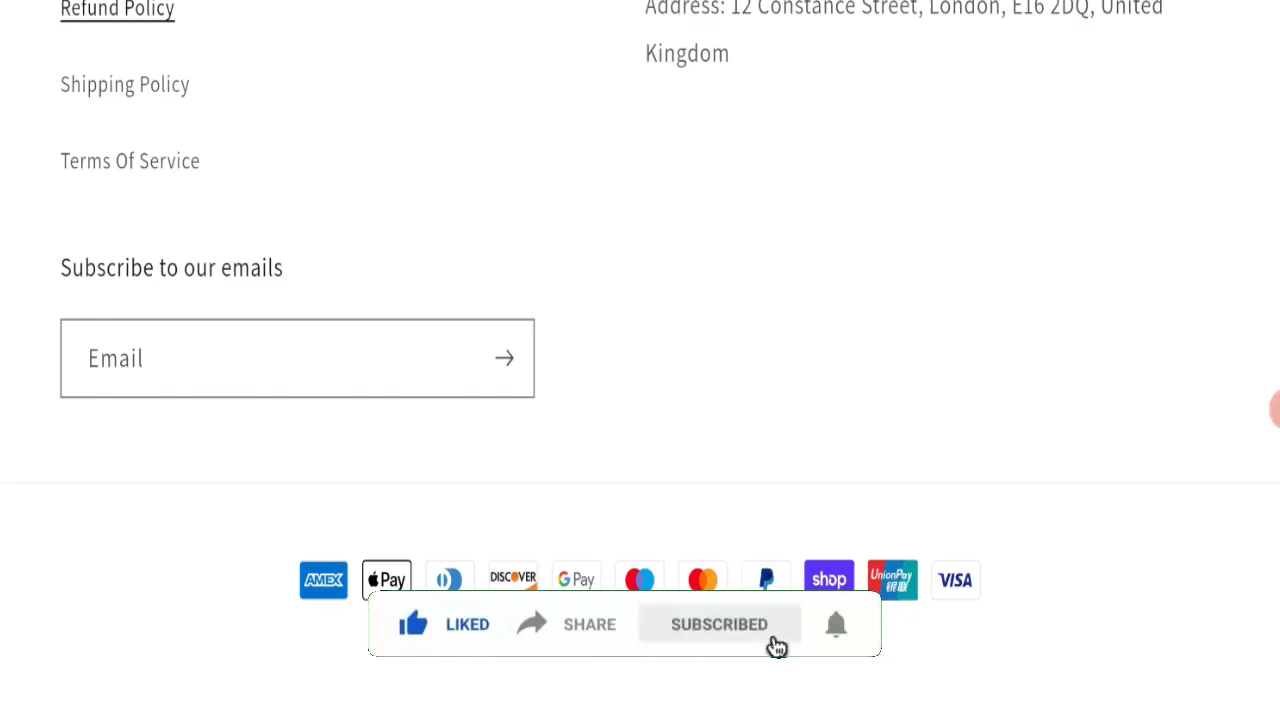 Refund Policy
Address: 12 Constance Street, London, E16 2DQ, United
Kingdom
Shipping Policy
Terms Of Service
Subscribe to our emails
Email
AMEX
Pay
DISCOVER
G Pay
shop
UnionPay
银联
VISA
LIKED
SHARE
SUBSCRIBED